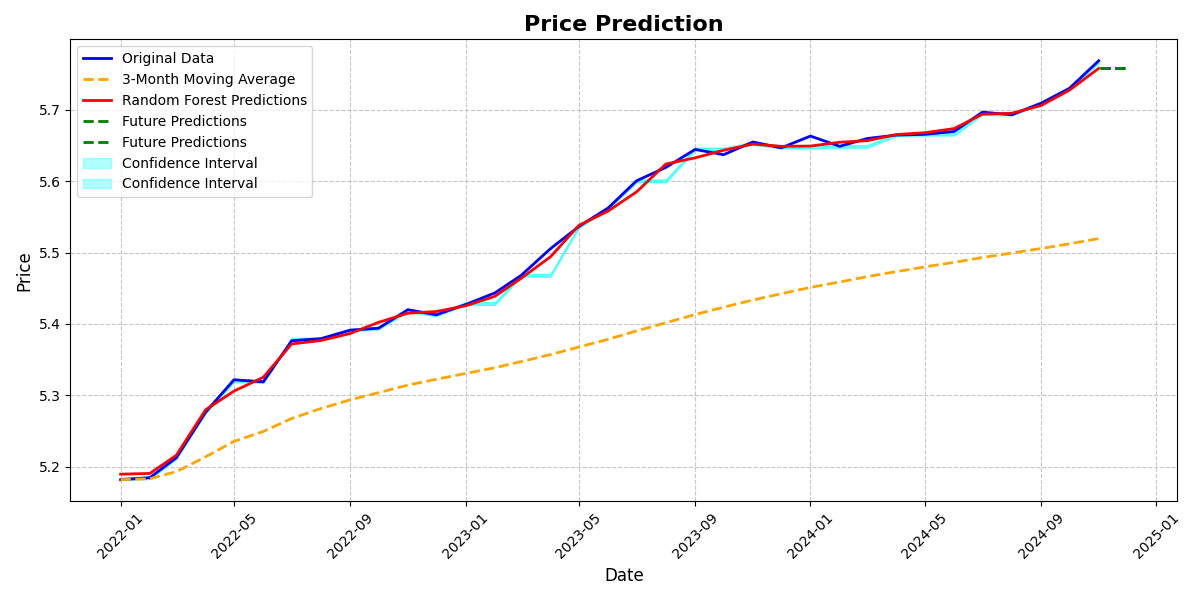 Price Prediction
Original Data
3-Month Moving Average
Random Forest Predictions
Future Predictions
Future Predictions
Confidence Interval
Confidence Interval
Price
5.7
5.6
5.5
5.4
5.3
5.2
2022-01
2022-05
2022-09
2023-01
2023-05
2023-09
2024-01
2024-05
2024-09
2025-01
Date